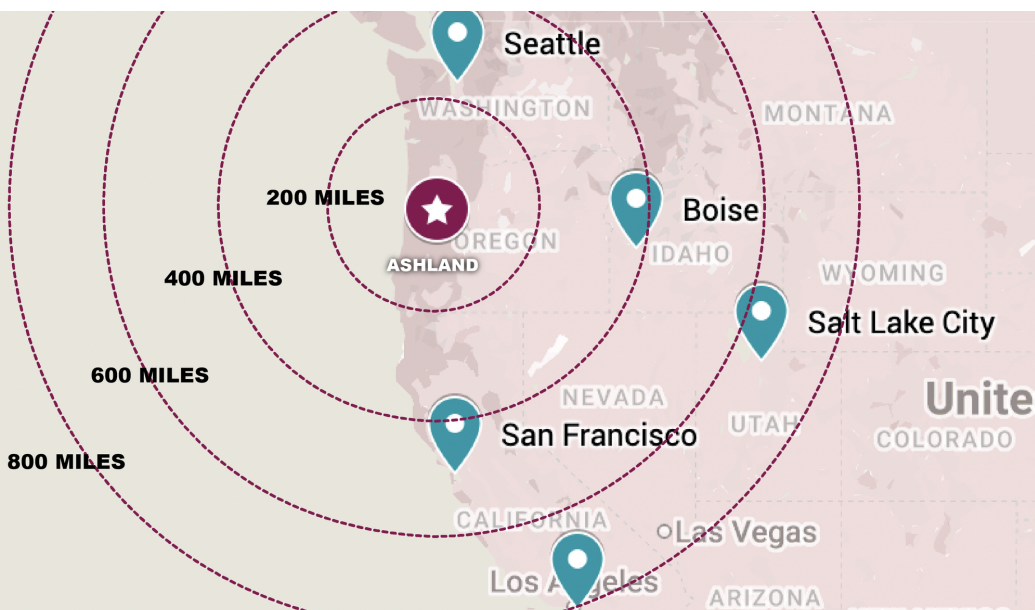 Seattle
WASHINGTON
MONTANA
200 MILES
Boise
OREGON
IDAHO
ASHLAND
400 MILES
WYOMING
Salt Lake City
600 MILES
NEVADA
Unite
UTAH
San Francisco
COLORADO
800 MILES
CALIFORNIA
Las Vegas
Los Angeles
ARIZONA